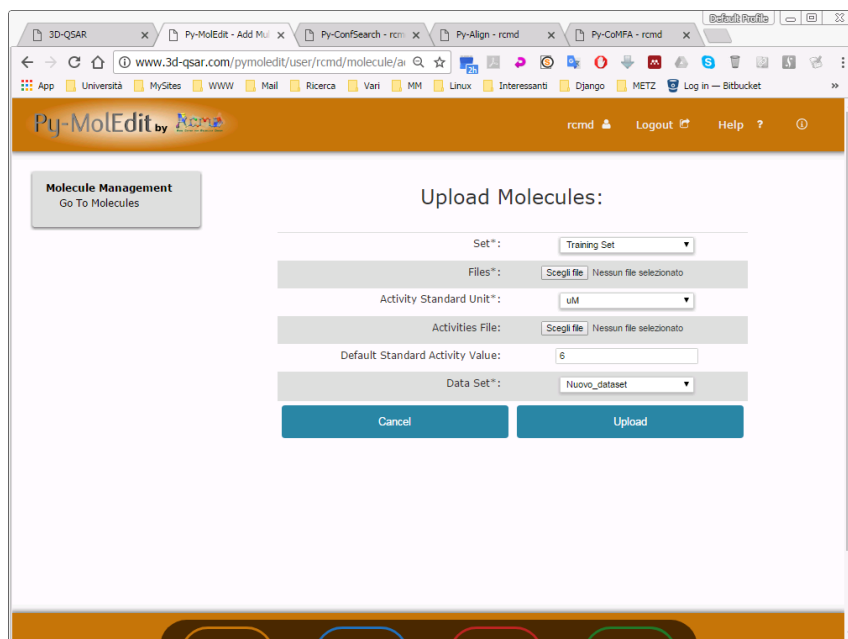 Default Profile
3D-QSAR
Py-MolEdit - Add Mul
Py-ConfSearch - rcm
Py-Align - rcmd
Py-CoMFA - rcmd
www.3d-qsar.com/pymoledit/user/rcmd/molecule/a
2h
App Università MySites WWW Mail Ricerca Vari MM Linux Interessanti Django METZ Log in — Bitbucket »
Py-MolEdit by Rcmd
rcmd Logout Help ?
Molecule Management
Go To Molecules
Upload Molecules:
Set*: Training Set
Files*: Scegli file Nessun file selezionato
Activity Standard Unit*: uM
Activities File: Scegli file Nessun file selezionato
Default Standard Activity Value: 6
Data Set*: Nuovo_dataset
Cancel Upload